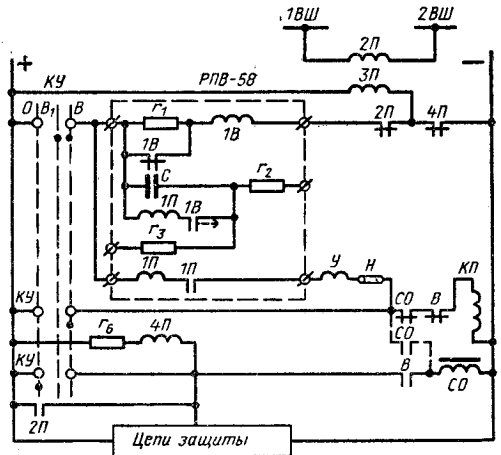 1ВШ 2ВШ
2П
3П
+ КУ РПВ-58 −
О В₁ В r₁ 1В 2П 4П
1В
С r₂
1П 1В
r₃
1П 1П У Н КП
КУ СО В
r₆ 4П СО
КУ В СО
2П
Цепи защиты